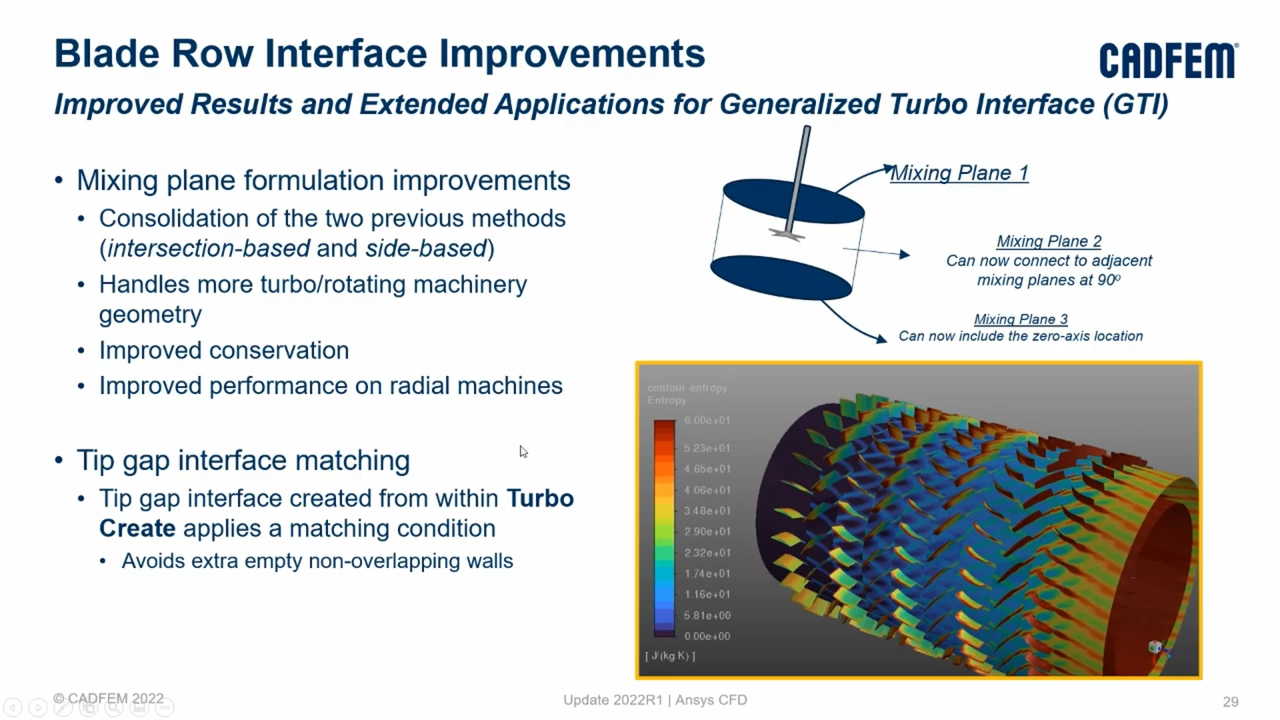 Blade Row Interface Improvements
CADFEM®
Improved Results and Extended Applications for Generalized Turbo Interface (GTI)
• Mixing plane formulation improvements
• Consolidation of the two previous methods
(intersection-based and side-based)
• Handles more turbo/rotating machinery
geometry
• Improved conservation
• Improved performance on radial machines
• Tip gap interface matching
• Tip gap interface created from within Turbo
Create applies a matching condition
• Avoids extra empty non-overlapping walls
Mixing Plane 1
Mixing Plane 2
Can now connect to adjacent
mixing planes at 90º
Mixing Plane 3
Can now include the zero-axis location
contour-entropy
Entropy
6.00e+01
5.23e+01
4.65e+01
4.06e+01
3.48e+01
2.90e+01
2.32e+01
1.74e+01
1.16e+01
5.81e+00
0.00e+00
[ J/(kg K) ]
© CADFEM 2022
Update 2022R1 | Ansys CFD
29